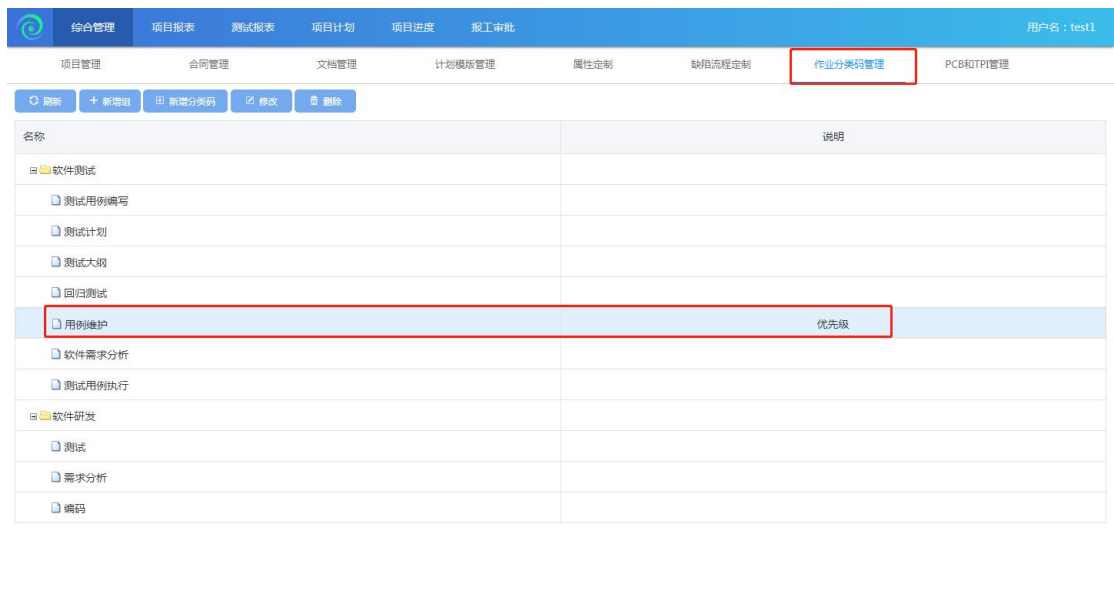 综合管理 项目报表 测试报表 项目计划 项目进度 报工审批 用户名：test1
项目管理 合同管理 文档管理 计划模版管理 属性定制 缺陷流程定制 作业分类码管理 PCB和TPI管理
刷新 新增组 新增分类码 修改 删除
名称 说明
软件测试
测试用例编写
测试计划
测试大纲
回归测试
用例维护 优先级
软件需求分析
测试用例执行
软件研发
测试
需求分析
编码